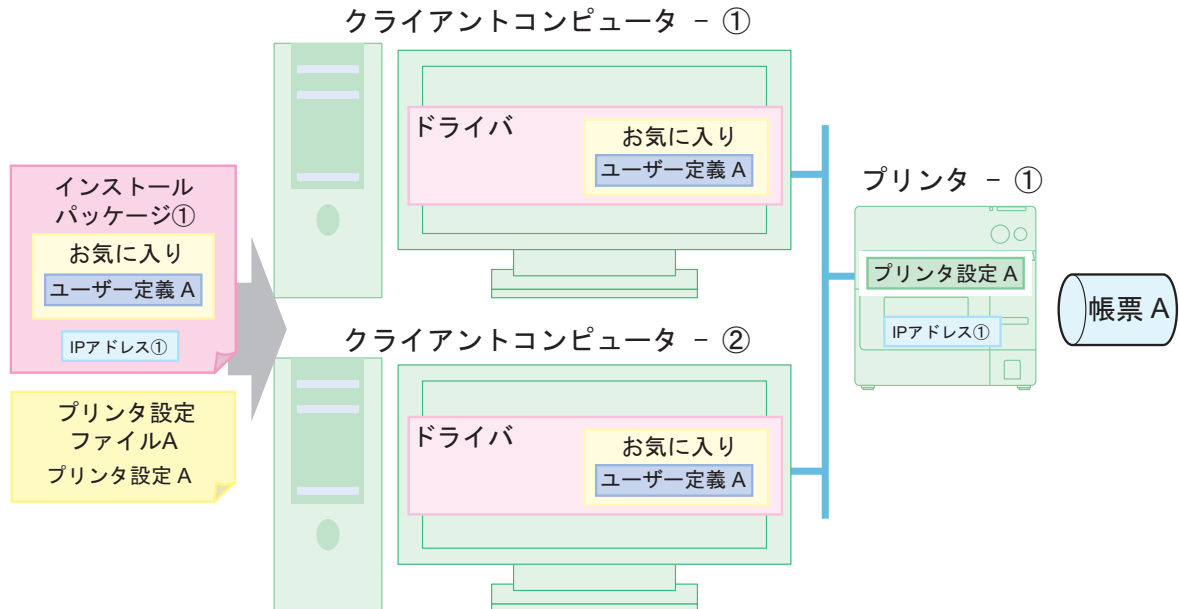 クライアントコンピュータ － ①
ドライバ
お気に入り
ユーザー定義 A
インストール
パッケージ①
お気に入り
ユーザー定義 A
IPアドレス①
プリンタ設定
ファイルA
プリンタ設定 A
クライアントコンピュータ － ②
ドライバ
お気に入り
ユーザー定義 A
プリンタ － ①
プリンタ設定 A
IPアドレス①
帳票 A